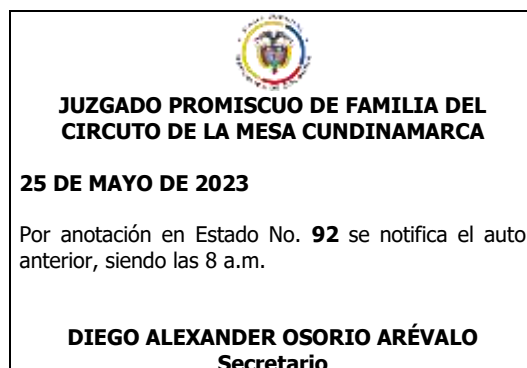 JUZGADO PROMISCUO DE FAMILIA DEL
CIRCUTO DE LA MESA CUNDINAMARCA
25 DE MAYO DE 2023
Por anotación en Estado No. 92 se notifica el auto
anterior, siendo las 8 a.m.
DIEGO ALEXANDER OSORIO ARÉVALO
Secretario